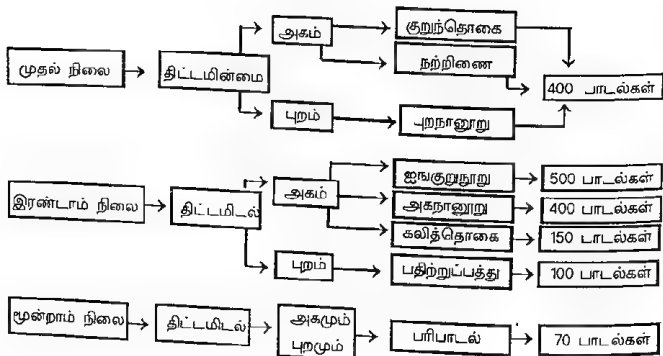 முதல் நிலை
திட்டமின்மை
அகம்
குறுந்தொகை
நற்றிணை
புறம்
புறநானூறு
400 பாடல்கள்
இரண்டாம் நிலை
திட்டமிடல்
அகம்
ஐங்குறுநூறு
500 பாடல்கள்
அகநானூறு
400 பாடல்கள்
கலித்தொகை
150 பாடல்கள்
புறம்
பதிற்றுப்பத்து
100 பாடல்கள்
மூன்றாம் நிலை
திட்டமிடல்
அகமும்
புறமும்
பரிபாடல்
70 பாடல்கள்